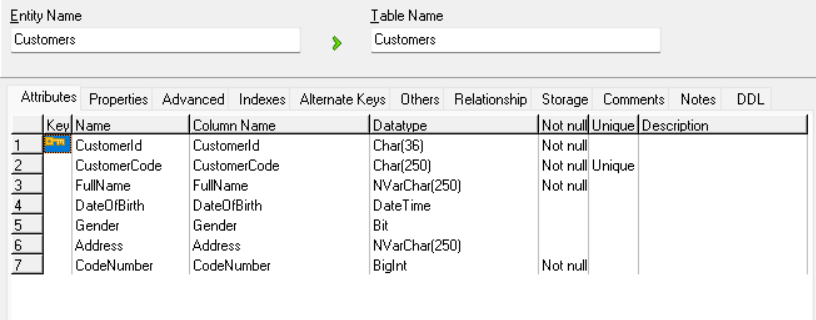 Entity Name Table Name
Customers Customers
Attributes Properties Advanced Indexes Alternate Keys Others Relationship Storage Comments Notes DDL
Key Name Column Name Datatype Not null Unique Description
1 CustomerId CustomerId Char(36) Not null
2 CustomerCode CustomerCode Char(250) Not null Unique
3 FullName FullName NVarChar(250) Not null
4 DateOfBirth DateOfBirth DateTime
5 Gender Gender Bit
6 Address Address NVarChar(250)
7 CodeNumber CodeNumber BigInt Not null